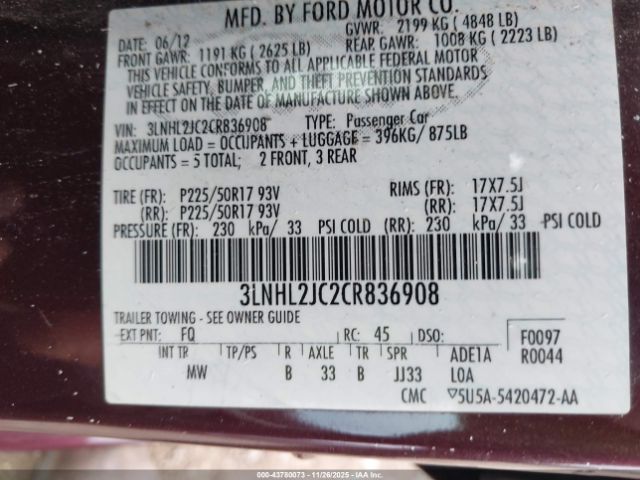 MFD. BY FORD MOTOR CO.
DATE: 06/12 GVWR: 2199 KG ( 4848 LB)
FRONT GAWR: 1191 KG ( 2625 LB) REAR GAWR: 1008 KG ( 2223 LB)
THIS VEHICLE CONFORMS TO ALL APPLICABLE FEDERAL MOTOR
VEHICLE SAFETY, BUMPER, AND THEFT PREVENTION STANDARDS
IN EFFECT ON THE DATE OF MANUFACTURE SHOWN ABOVE.
VIN: 3LNHL2JC2CR836908 TYPE: Passenger Car
MAXIMUM LOAD = OCCUPANTS + LUGGAGE = 396KG/ 875LB
OCCUPANTS = 5 TOTAL; 2 FRONT, 3 REAR
TIRE (FR): P225/50R17 93V RIMS (FR): 17X7.5J
(RR): P225/50R17 93V (RR): 17X7.5J
PRESSURE (FR): 230 kPa/ 33 PSI COLD (RR): 230 kPa/ 33 PSI COLD
3LNHL2JC2CR836908
TRAILER TOWING - SEE OWNER GUIDE
EXT PNT: FQ RC: 45 DSO: F0097
R0044
INT TR TP/PS R AXLE TR SPR ADE1A
MW B 33 B JJ33 LOA
CMC ▽5U5A-5420472-AA
000-43780073 | 11/26/2025 | IAAI.COM